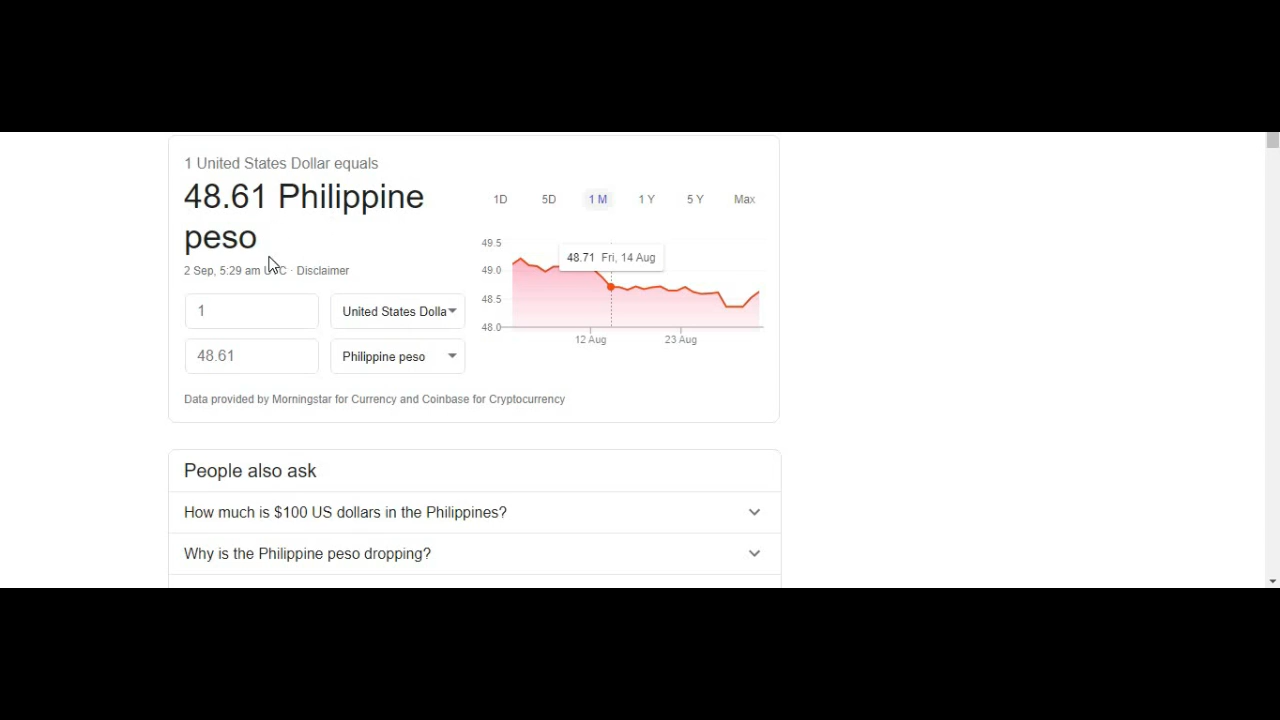 1 United States Dollar equals
48.61 Philippine
peso
2 Sep, 5:29 am UTC · Disclaimer
1
United States Dolla
48.61
Philippine peso
1D 5D 1 M 1 Y 5 Y Max
49.5
49.0
48.5
48.0
48.71 Fri, 14 Aug
12 Aug 23 Aug
Data provided by Morningstar for Currency and Coinbase for Cryptocurrency
People also ask
How much is $100 US dollars in the Philippines?
Why is the Philippine peso dropping?